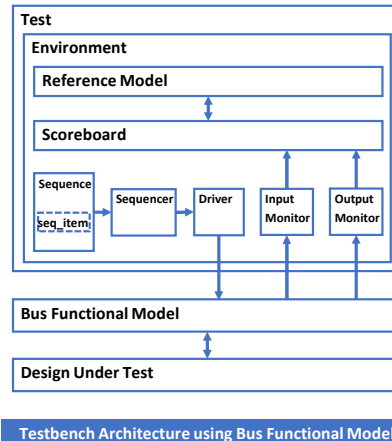 Test
Environment
Reference Model
Scoreboard
Sequence
seq_item
Sequencer
Driver
Input
Monitor
Output
Monitor
Bus Functional Model
Design Under Test
Testbench Architecture using Bus Functional Model